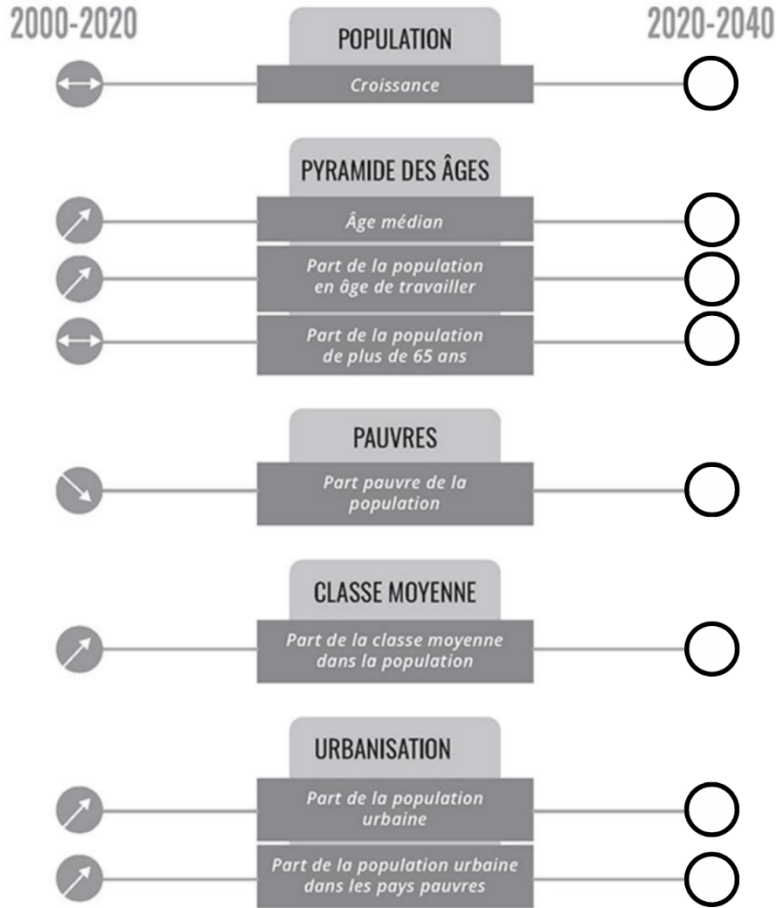 2000-2020
2020-2040
POPULATION
Croissance
PYRAMIDE DES ÂGES
Âge médian
Part de la population
en âge de travailler
Part de la population
de plus de 65 ans
PAUVRES
Part pauvre de la
population
CLASSE MOYENNE
Part de la classe moyenne
dans la population
URBANISATION
Part de la population
urbaine
Part de la population urbaine
dans les pays pauvres